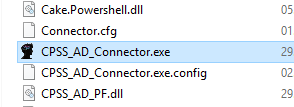 Cake.Powershell.dll 05
Connector.cfg 01
CPSS_AD_Connector.exe 29
CPSS_AD_Connector.exe.config 02
CPSS_AD_PF.dll 29